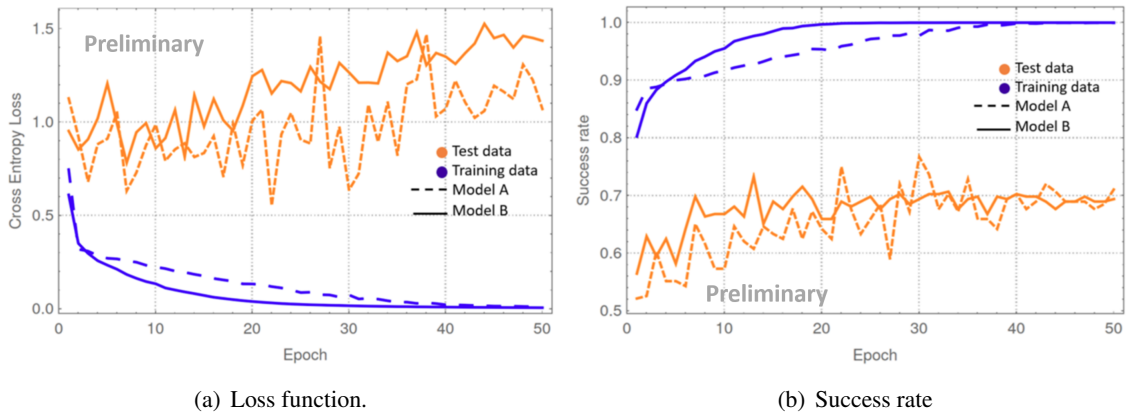 Preliminary
Cross Entropy Loss
1.5
1.0
0.5
0.0
0
10
20
30
40
50
Epoch
Test data
Training data
Model A
Model B
(a) Loss function.
Success rate
1.0
0.9
0.8
0.7
0.6
0.5
0
10
20
30
40
50
Epoch
Test data
Training data
Model A
Model B
Preliminary
(b) Success rate